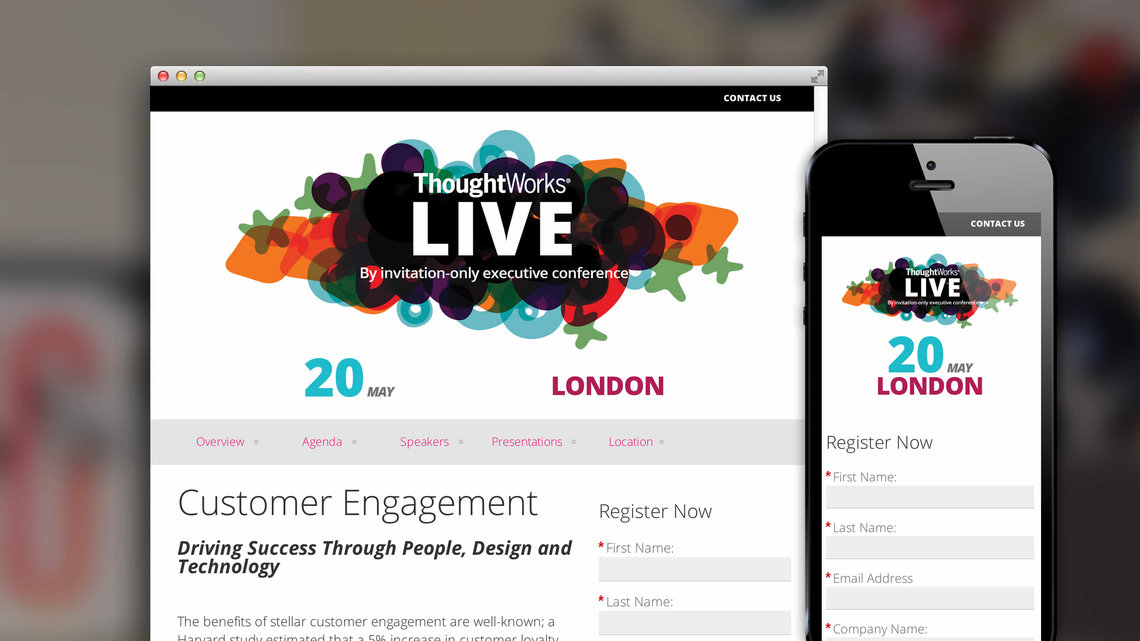 CONTACT US
ThoughtWorks®
LIVE
By invitation-only executive conference
20 MAY
LONDON
Overview
Agenda
Speakers
Presentations
Location
Customer Engagement
Driving Success Through People, Design and
Technology
The benefits of stellar customer engagement are well-known; a
Harvard study estimated that a 5% increase in customer loyalty
Register Now
*First Name:
*Last Name:
CONTACT US
ThoughtWorks®
LIVE
By invitation-only executive conference
20 MAY
LONDON
Register Now
*First Name:
*Last Name:
*Email Address
*Company Name: